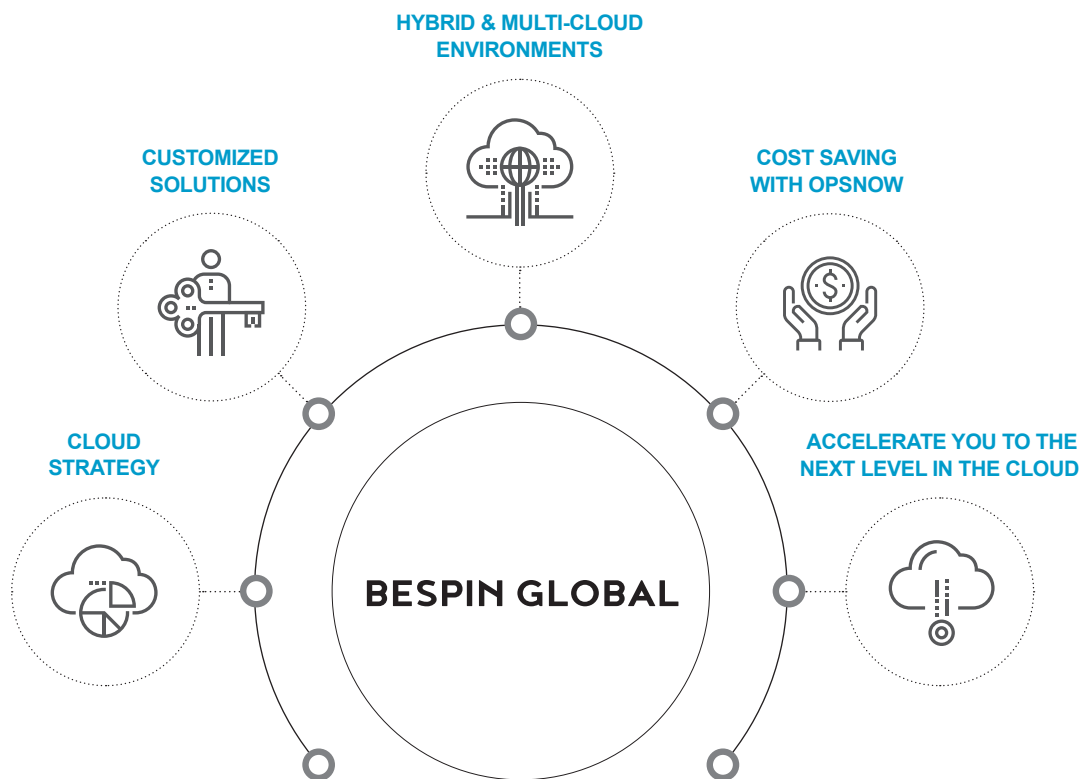 HYBRID & MULTI-CLOUD
ENVIRONMENTS
CUSTOMIZED
SOLUTIONS
COST SAVING
WITH OPSNOW
CLOUD
STRATEGY
ACCELERATE YOU TO THE
NEXT LEVEL IN THE CLOUD
BESPIN GLOBAL
$